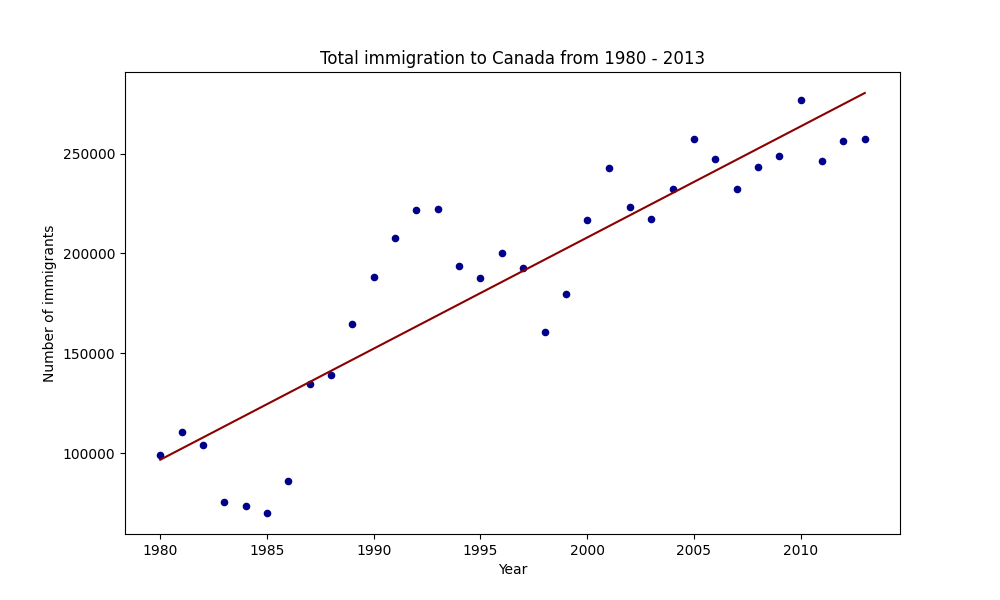 Total immigration to Canada from 1980 - 2013
Number of immigrants
250000
200000
150000
100000
1980 1985 1990 1995 2000 2005 2010
Year